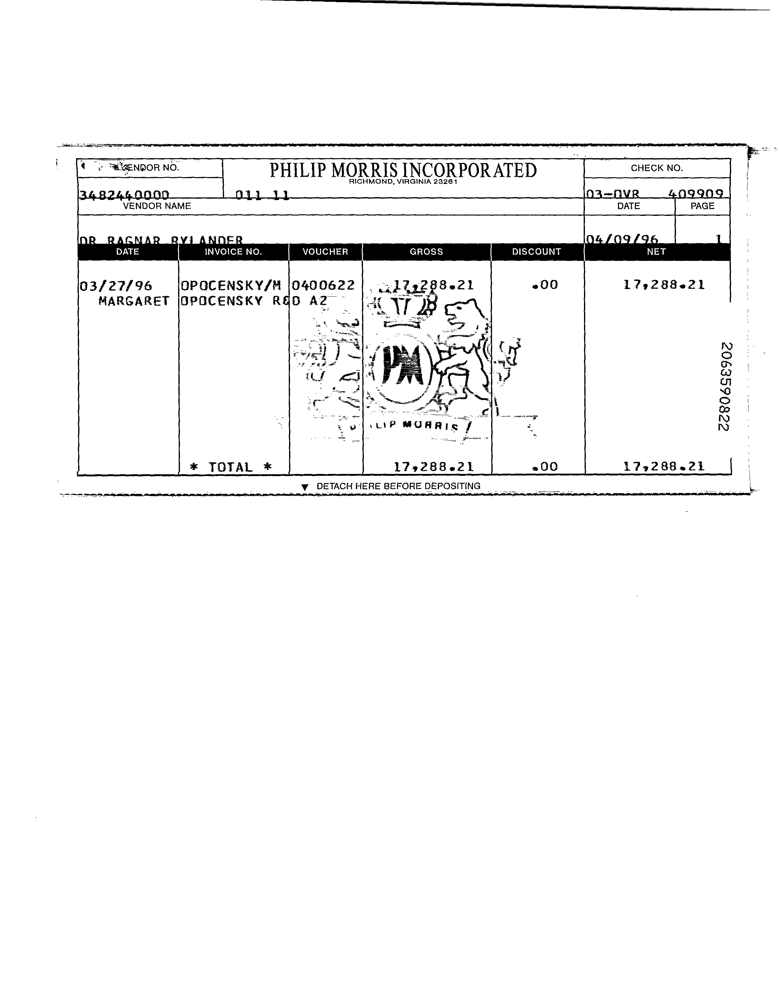 VENDOR NO.
PHILIP MORRIS INCORPORATED
RICHMOND, VIRGINIA 23261
CHECK NO.
3482440000 011 11 03-OVR 409909
VENDOR NAME DATE PAGE
DR RAGNAR RYLANDER 04/09/96 1
DATE INVOICE NO. VOUCHER GROSS DISCOUNT NET
03/27/96 OPOCENSKY/M 0400622 17,288.21 .00 17,288.21
MARGARET OPOCENSKY R&D A2
PM
MORRIS
2063590822
* TOTAL * 17,288.21 .00 17,288.21
▼ DETACH HERE BEFORE DEPOSITING